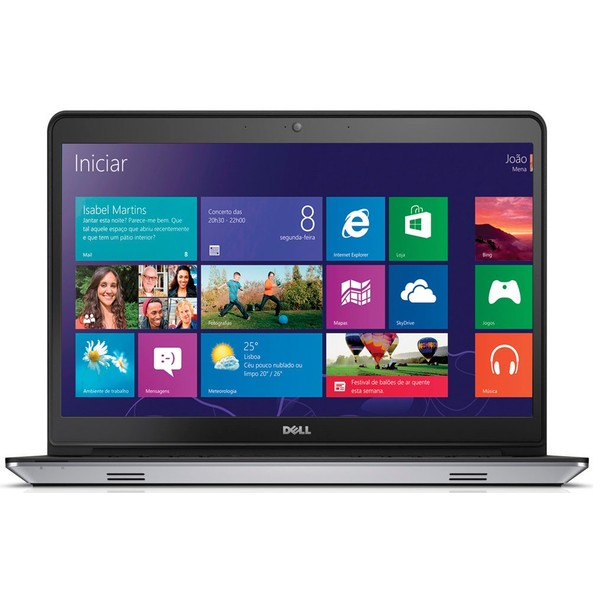 Iniciar
João
Mena
Isabel Martins
Jantar esta noite? Parece-me bem. Que
tal aquele espaço que abriu recentemente
e que tem um pátio interior?
Mail
8
Concerto das
20h30 - 22h00
8
segunda-feira
Internet Explorer
Loja
Bing
Fotografias
Mapas
SkyDrive
Jogos
Ambiente de trabalho
Mensagens
25°
Lisboa
Céu pouco nublado ou
limpo 20° / 26°
Meteorologia
Festival de balões de ar quente
esta semana.
Música
DELL